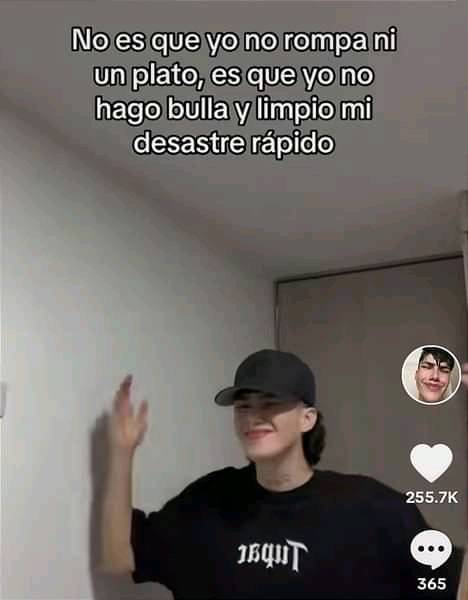 No es que yo no rompa ni
un plato, es que yo no
hago bulla y limpio mi
desastre rápido
Tupac
255.7K
365